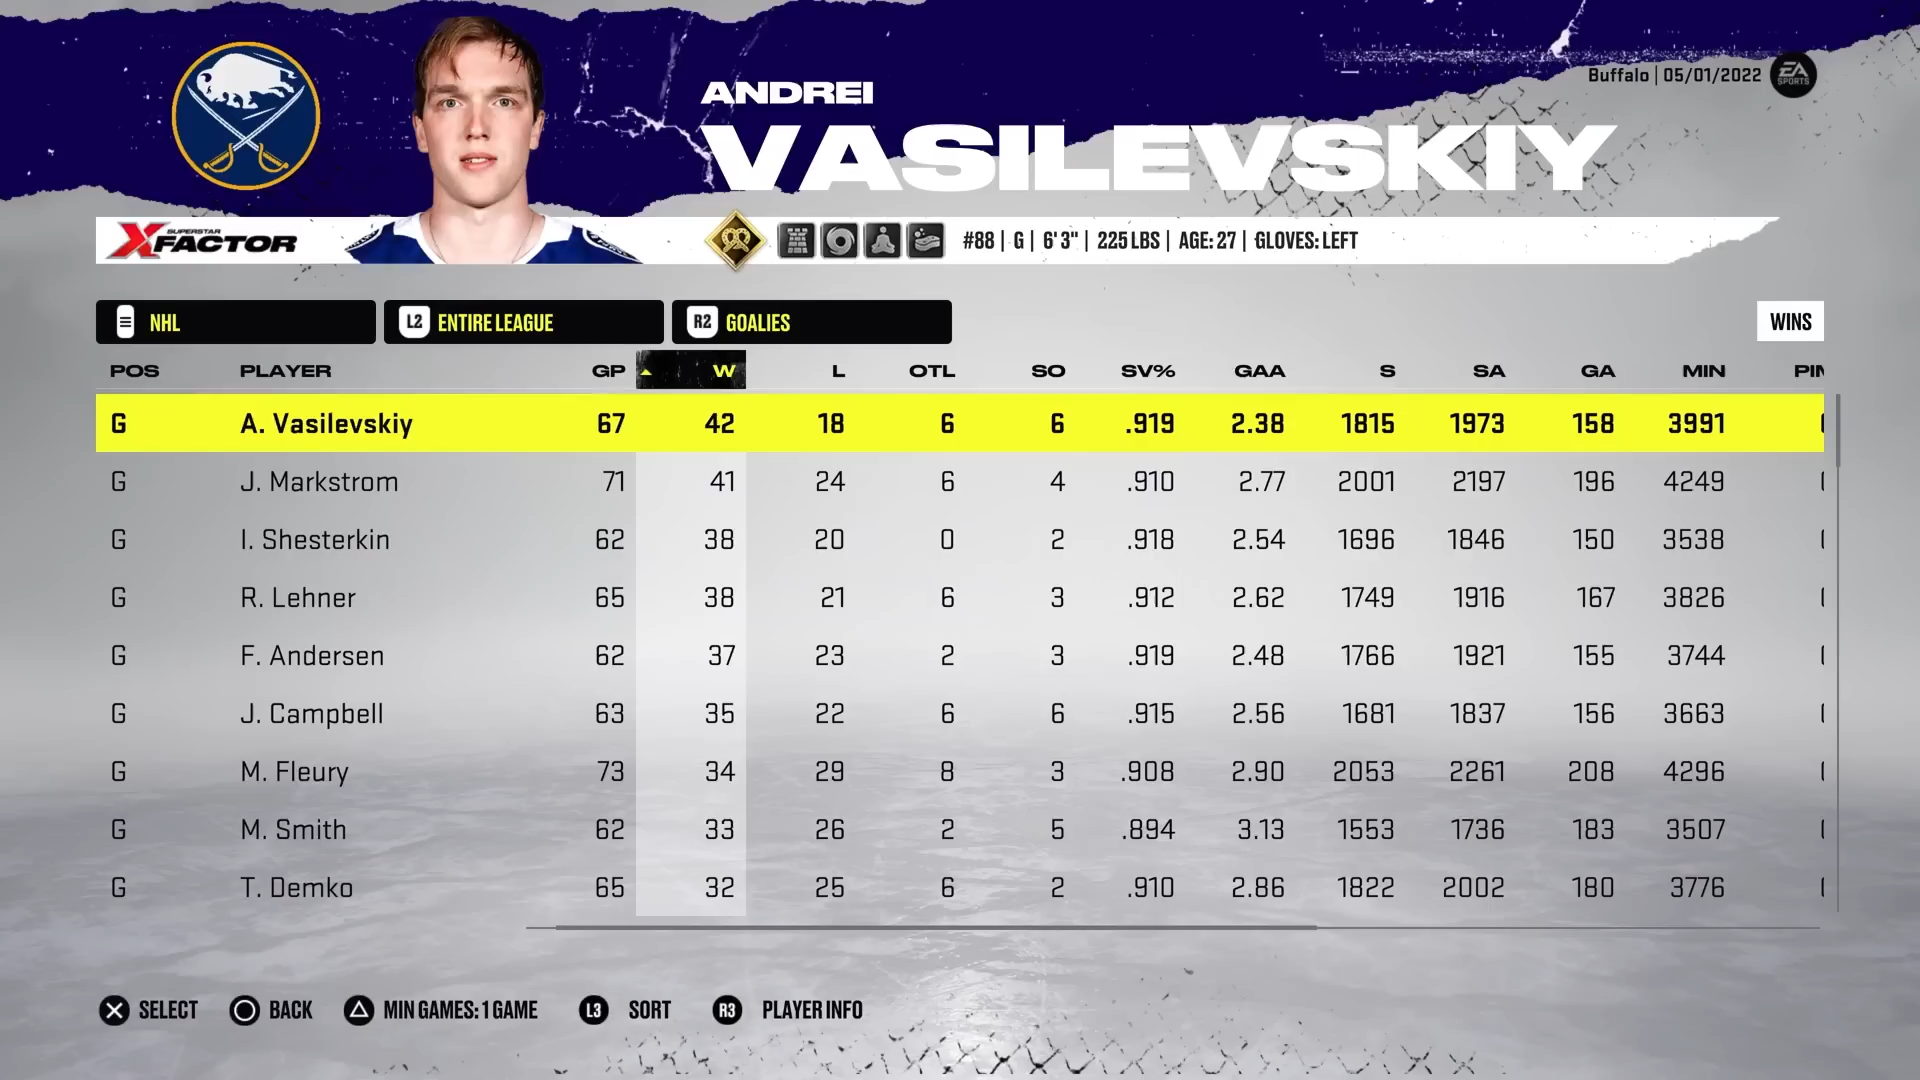 ANDREI
VASILEVSKIY
Buffalo | 05/01/2022
EA SPORTS
SUPERSTAR
XFACTOR
#88 | G | 6' 3" | 225 LBS | AGE: 27 | GLOVES: LEFT
NHL
L2 ENTIRE LEAGUE
R2 GOALIES
WINS
POS PLAYER GP W L OTL SO SV% GAA S SA GA MIN
G A. Vasilevskiy 67 42 18 6 6 .919 2.38 1815 1973 158 3991
G J. Markstrom 71 41 24 6 4 .910 2.77 2001 2197 196 4249
G I. Shesterkin 62 38 20 0 2 .918 2.54 1696 1846 150 3538
G R. Lehner 65 38 21 6 3 .912 2.62 1749 1916 167 3826
G F. Andersen 62 37 23 2 3 .919 2.48 1766 1921 155 3744
G J. Campbell 63 35 22 6 6 .915 2.56 1681 1837 156 3663
G M. Fleury 73 34 29 8 3 .908 2.90 2053 2261 208 4296
G M. Smith 62 33 26 2 5 .894 3.13 1553 1736 183 3507
G T. Demko 65 32 25 6 2 .910 2.86 1822 2002 180 3776
SELECT BACK MIN GAMES: 1 GAME L3 SORT R3 PLAYER INFO